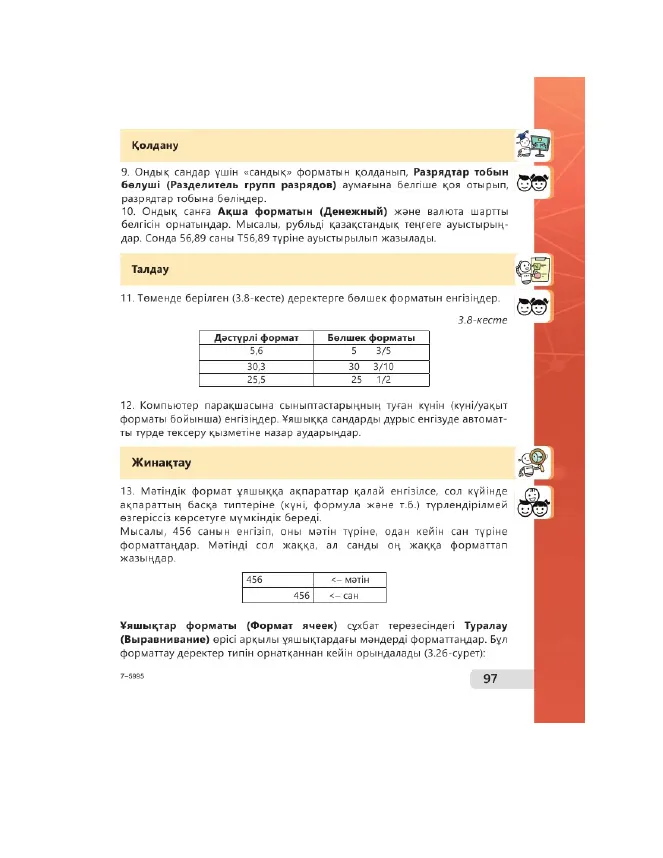 Қолдану
9. Ондық сандар үшін «сандық» форматын қолданып, Разрядтар тобын
бөлуші (Разделитель групп разрядов) аумағына белгіше қоя отырып,
разрядтар тобына бөліңдер.
10. Ондық санға Ақша форматын (Денежный) және валюта шартты
белгісін орнатыңдар. Мысалы, рубльді қазақстандық теңгеге ауыстырың-
дар. Сонда 56,89 саны Т56,89 түріне ауыстырылып жазылады.
Талдау
11. Төменде берілген (3.8-кесте) деректерге бөлшек форматын енгізіңдер.
3.8-кесте
Дәстүрлі формат Бөлшек форматы
5,6 5 3/5
30,3 30 3/10
25,5 25 1/2
12. Компьютер парақшасына сыныптастарыңның туған күнін (күні/уақыт
форматы бойынша) енгізіңдер. Ұяшыққа сандарды дұрыс енгізуде автомат-
ты түрде тексеру қызметіне назар аударыңдар.
Жинақтау
13. Мәтіндік формат ұяшыққа ақпараттар қалай енгізілсе, сол күйінде
ақпараттың басқа типтеріне (күні, формула және т.б.) түрлендірілмей
өзгеріссіз көрсетуге мүмкіндік береді.
Мысалы, 456 санын енгізіп, оны мәтін түріне, одан кейін сан түріне
форматтаңдар. Мәтінді сол жаққа, ал санды оң жаққа форматтап
жазыңдар.
456 <– мәтін
456 <– сан
Ұяшықтар форматы (Формат ячеек) сұхбат терезесіндегі Туралау
(Выравнивание) өрісі арқылы ұяшықтардағы мәндерді форматтаңдар. Бұл
форматтау деректер типін орнатқаннан кейін орындалады (3.26-сурет):
7–5995
97